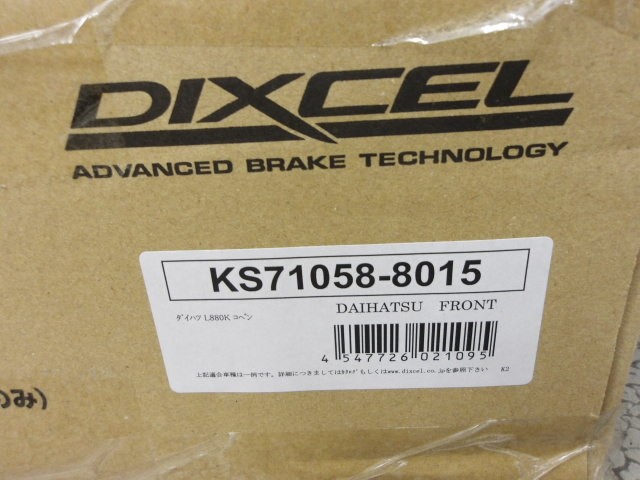 DIXCEL
ADVANCED BRAKE TECHNOLOGY
KS71058-8015
ﾀﾞｲﾊﾂ L880K ｺﾍﾟﾝ
DAIHATSU FRONT
4 547726 021095
上記適合車種は一例です。詳細につきましてはｶﾀﾛｸﾞもしくはwww.dixcel.co.jpを参照下さい K2
のみ)